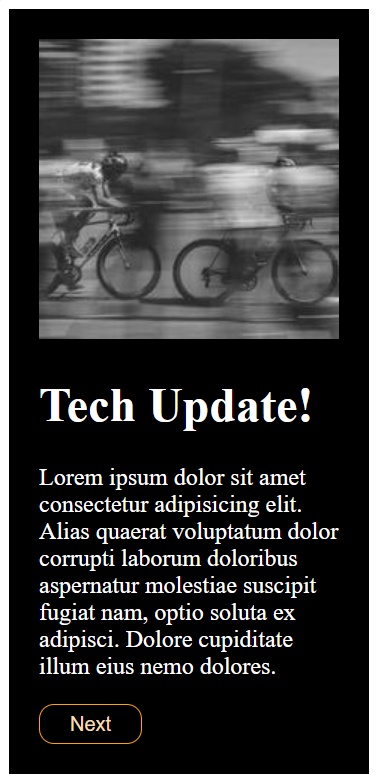 Tech Update!
Lorem ipsum dolor sit amet
consectetur adipisicing elit.
Alias quaerat voluptatum dolor
corrupti laborum doloribus
aspernatur molestiae suscipit
fugiat nam, optio soluta ex
adipisci. Dolore cupiditate
illum eius nemo dolores.
Next